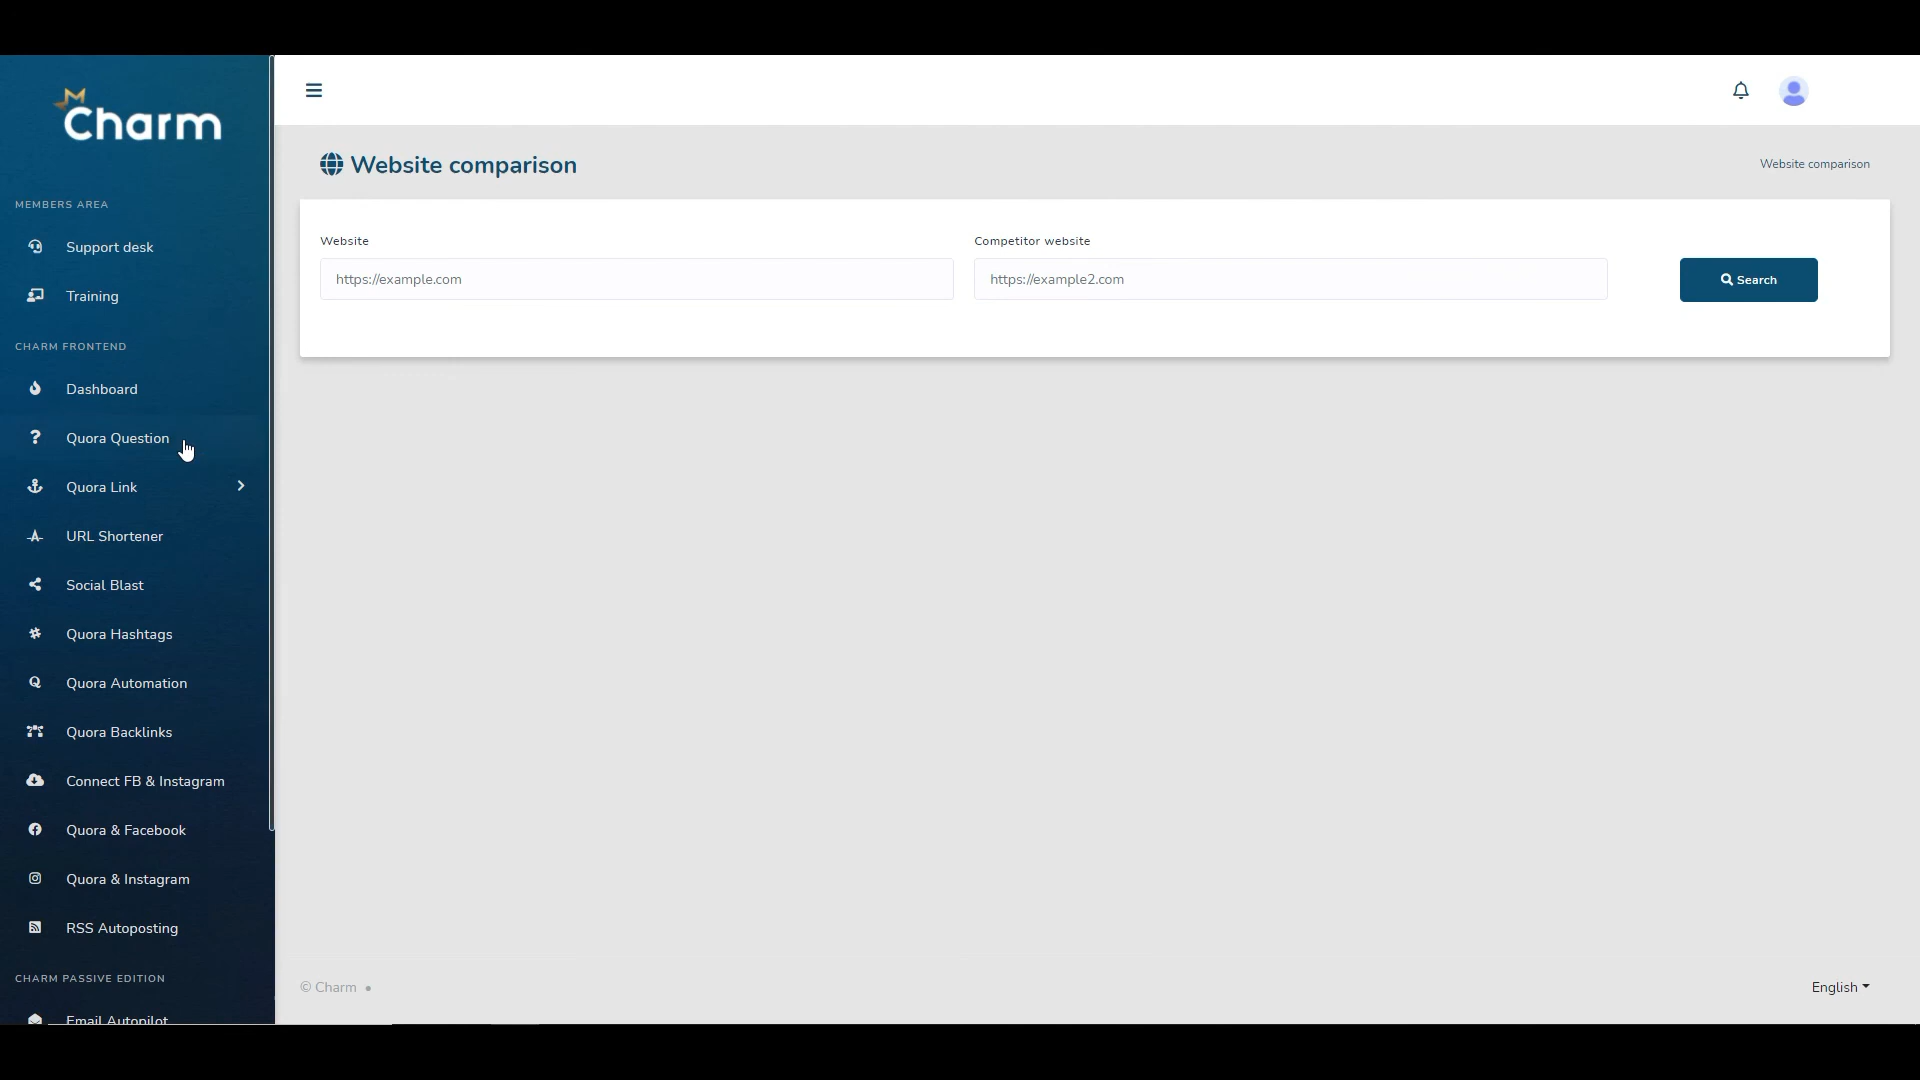 Charm
MEMBERS AREA
Support desk
Training
CHARM FRONTEND
Dashboard
Quora Question
Quora Link
URL Shortener
Social Blast
Quora Hashtags
Quora Automation
Quora Backlinks
Connect FB & Instagram
Quora & Facebook
Quora & Instagram
RSS Autoposting
CHARM PASSIVE EDITION
Email Autopilot
Website comparison
Website comparison
Website
Competitor website
https://example.com
https://example2.com
Search
© Charm •
English